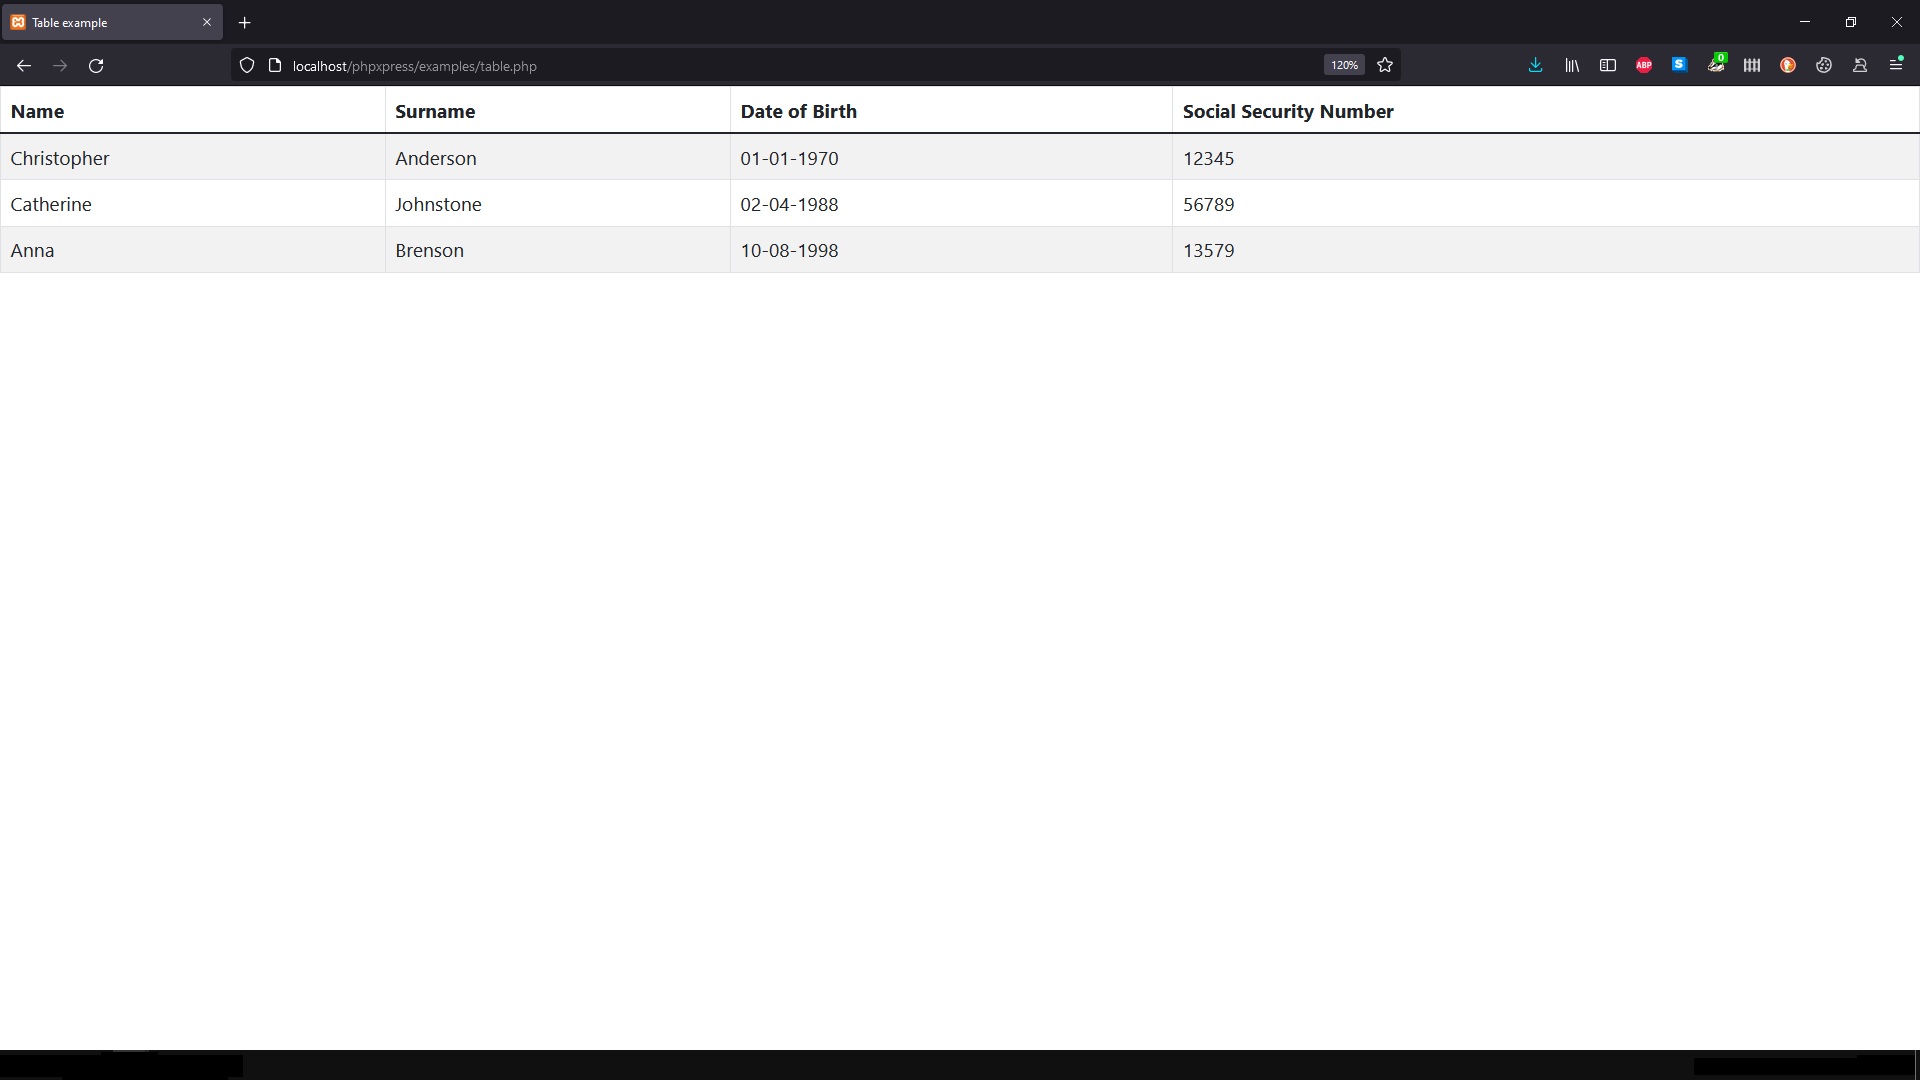 Table example
localhost/phpxpress/examples/table.php 120% ABP S 0
Name Surname Date of Birth Social Security Number
Christopher Anderson 01-01-1970 12345
Catherine Johnstone 02-04-1988 56789
Anna Brenson 10-08-1998 13579